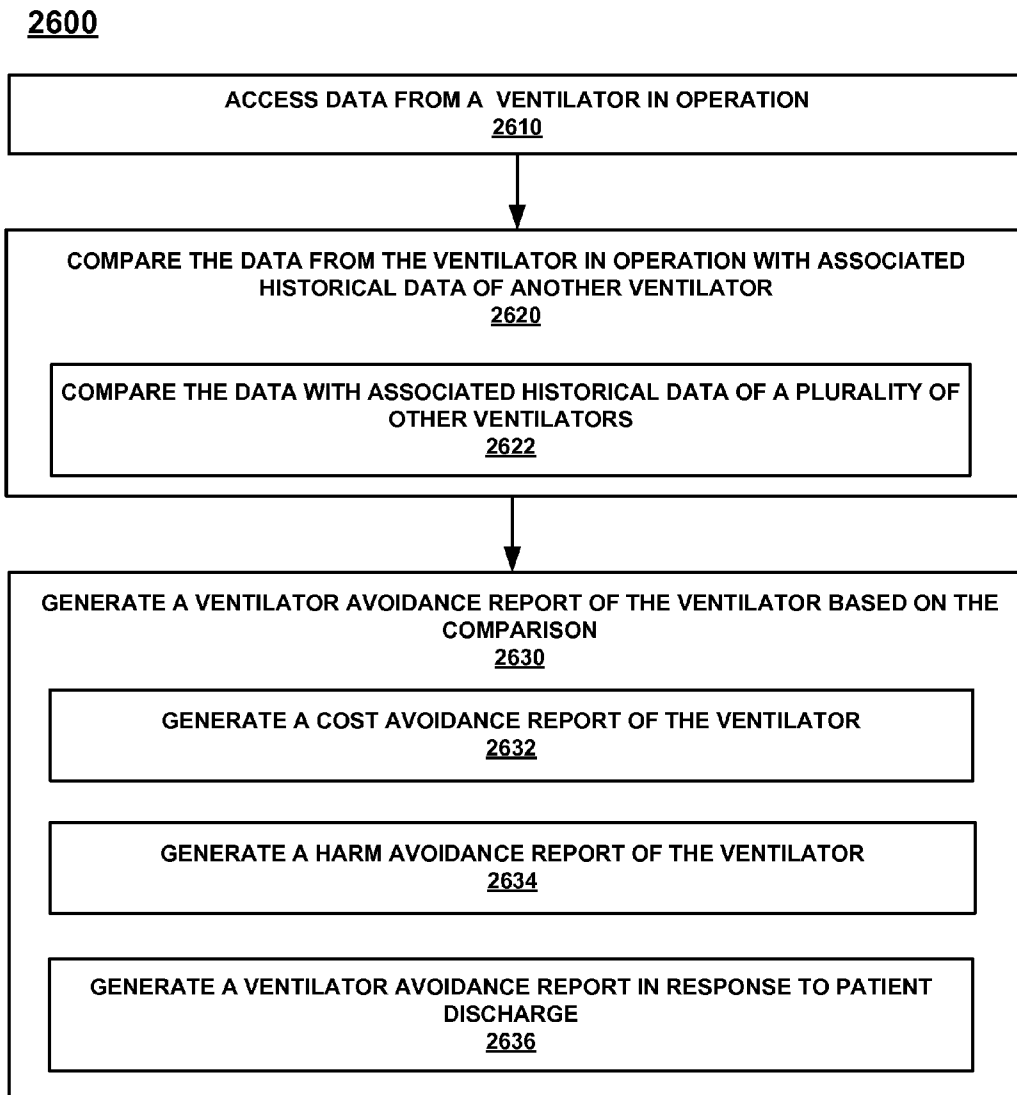 2600
ACCESS DATA FROM A VENTILATOR IN OPERATION
2610
COMPARE THE DATA FROM THE VENTILATOR IN OPERATION WITH ASSOCIATED
HISTORICAL DATA OF ANOTHER VENTILATOR
2620
COMPARE THE DATA WITH ASSOCIATED HISTORICAL DATA OF A PLURALITY OF
OTHER VENTILATORS
2622
GENERATE A VENTILATOR AVOIDANCE REPORT OF THE VENTILATOR BASED ON THE
COMPARISON
2630
GENERATE A COST AVOIDANCE REPORT OF THE VENTILATOR
2632
GENERATE A HARM AVOIDANCE REPORT OF THE VENTILATOR
2634
GENERATE A VENTILATOR AVOIDANCE REPORT IN RESPONSE TO PATIENT
DISCHARGE
2636